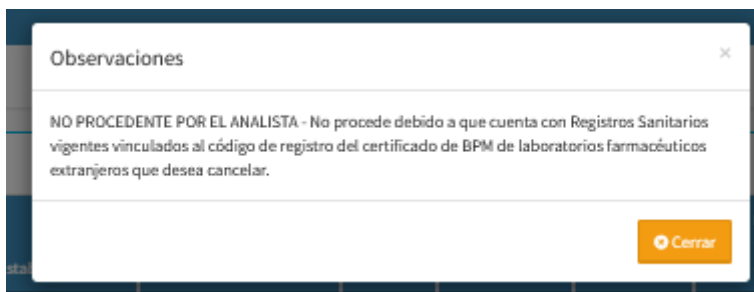 Observaciones
×
NO PROCEDENTE POR EL ANALISTA - No procede debido a que cuenta con Registros Sanitarios
vigentes vinculados al código de registro del certificado de BPM de laboratorios farmacéuticos
extranjeros que desea cancelar.
Cerrar